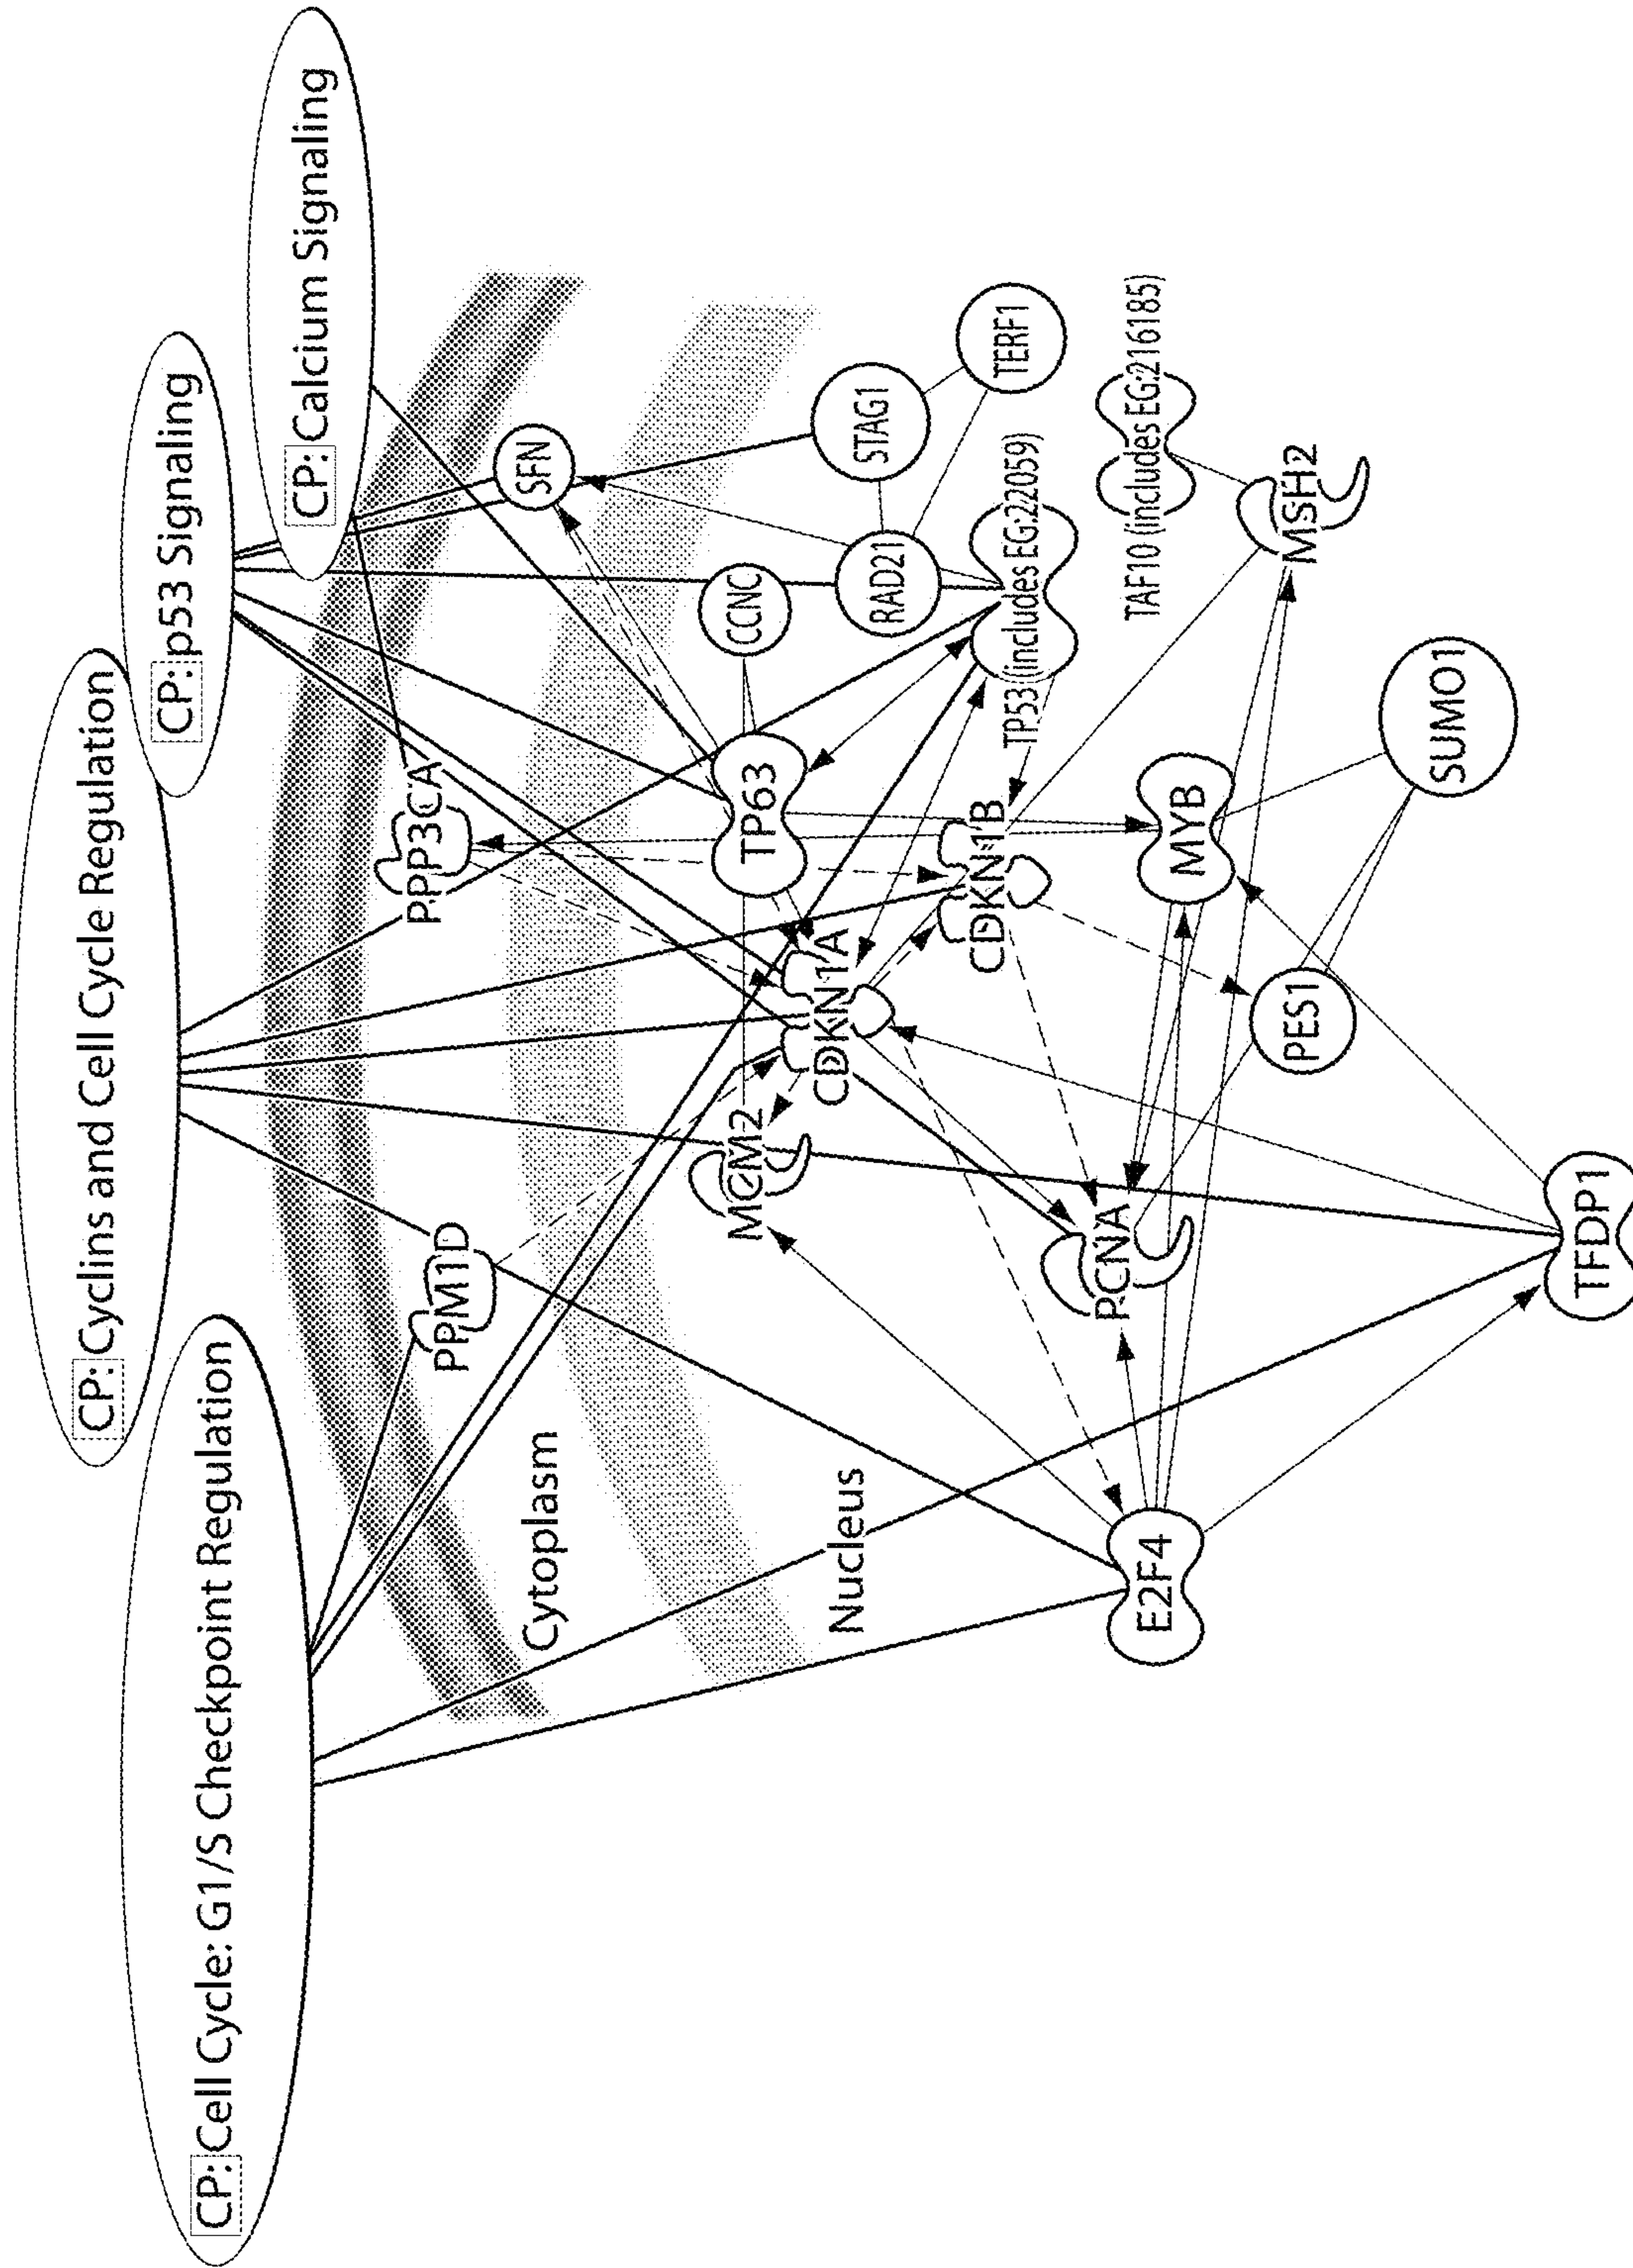 CP: Cell Cycle: G1/S Checkpoint Regulation
CP: Cyclins and Cell Cycle Regulation
CP: p53 Signaling
CP: Calcium Signaling
PPM1D
PPP3CA
SFN
Cytoplasm
MCM2
TP63
CCNC
CDKN1A
Nucleus
RAD21
STAG1
CDKN1B
TP53 (includes EG:22059)
TERF1
E2F4
PCNA
MYB
TAF10 (includes EG:216185)
PES1
MSH2
SUMO1
TFDP1